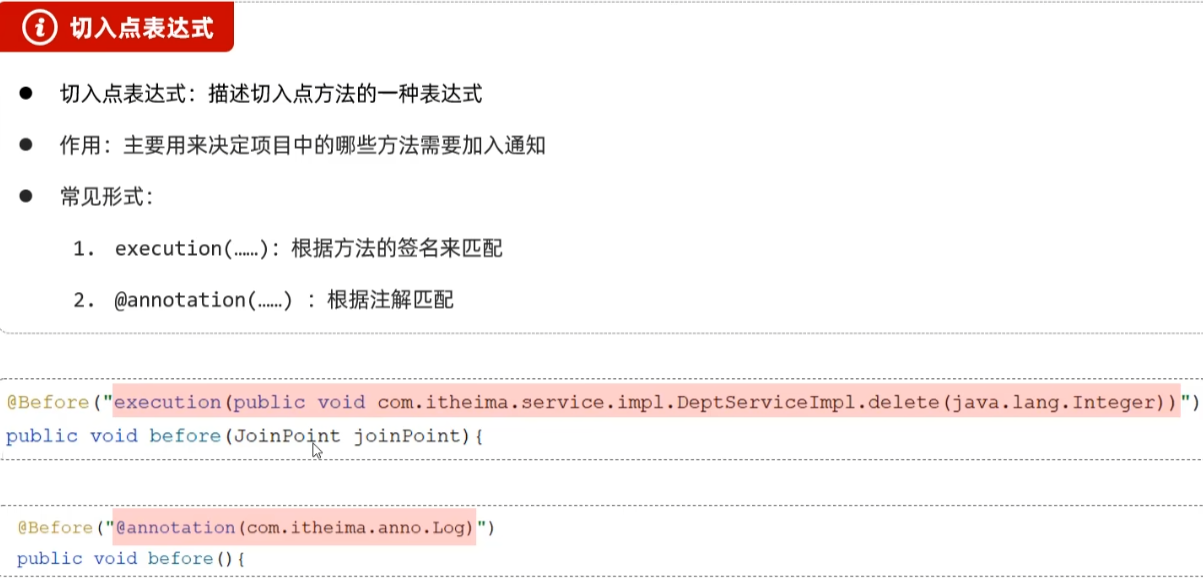 切入点表达式
● 切入点表达式：描述切入点方法的一种表达式
● 作用：主要用来决定项目中的哪些方法需要加入通知
● 常见形式：
1. execution(……)：根据方法的签名来匹配
2. @annotation(……) ：根据注解匹配
@Before("execution(public void com.itheima.service.impl.DeptServiceImpl.delete(java.lang.Integer))")
public void before(JoinPoint joinPoint){
@Before("@annotation(com.itheima.anno.Log)")
public void before(){